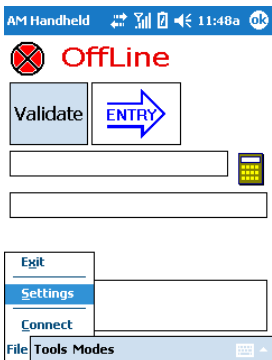 AM Handheld 11:48a ok
OffLine
Validate ENTRY
Exit
Settings
Connect
File Tools Modes